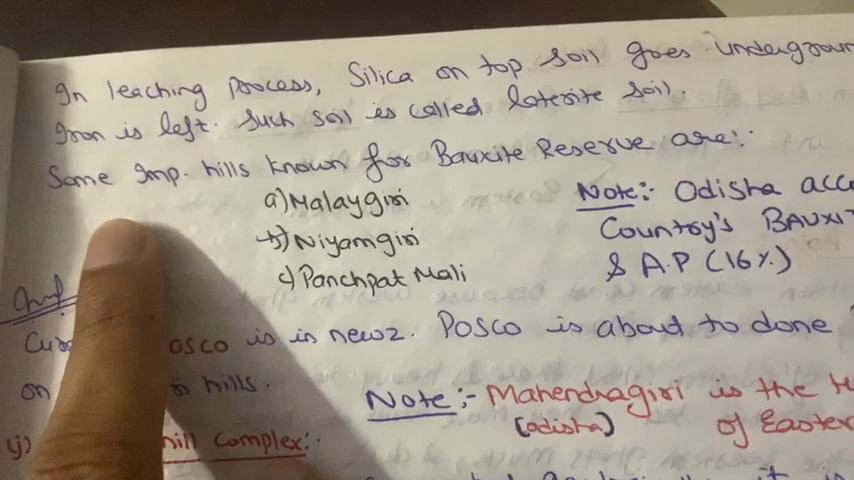 In leaching process, Silica on top soil goes underground
Iron is left. Such soil is called laterite soil.
Some Imp. hills known for Bauxite Reserve are:-
a) Malaygiri
b) Niyamgiri
c) Panchpat Mali
Note:- Odisha acc
Country's BAUXI
& A.P (16%)
Imp
OSCO is in newz. POSCO is about to done
on hills.
Note:- Mahendragiri is the
(odisha) of Easter
hill Complex:-